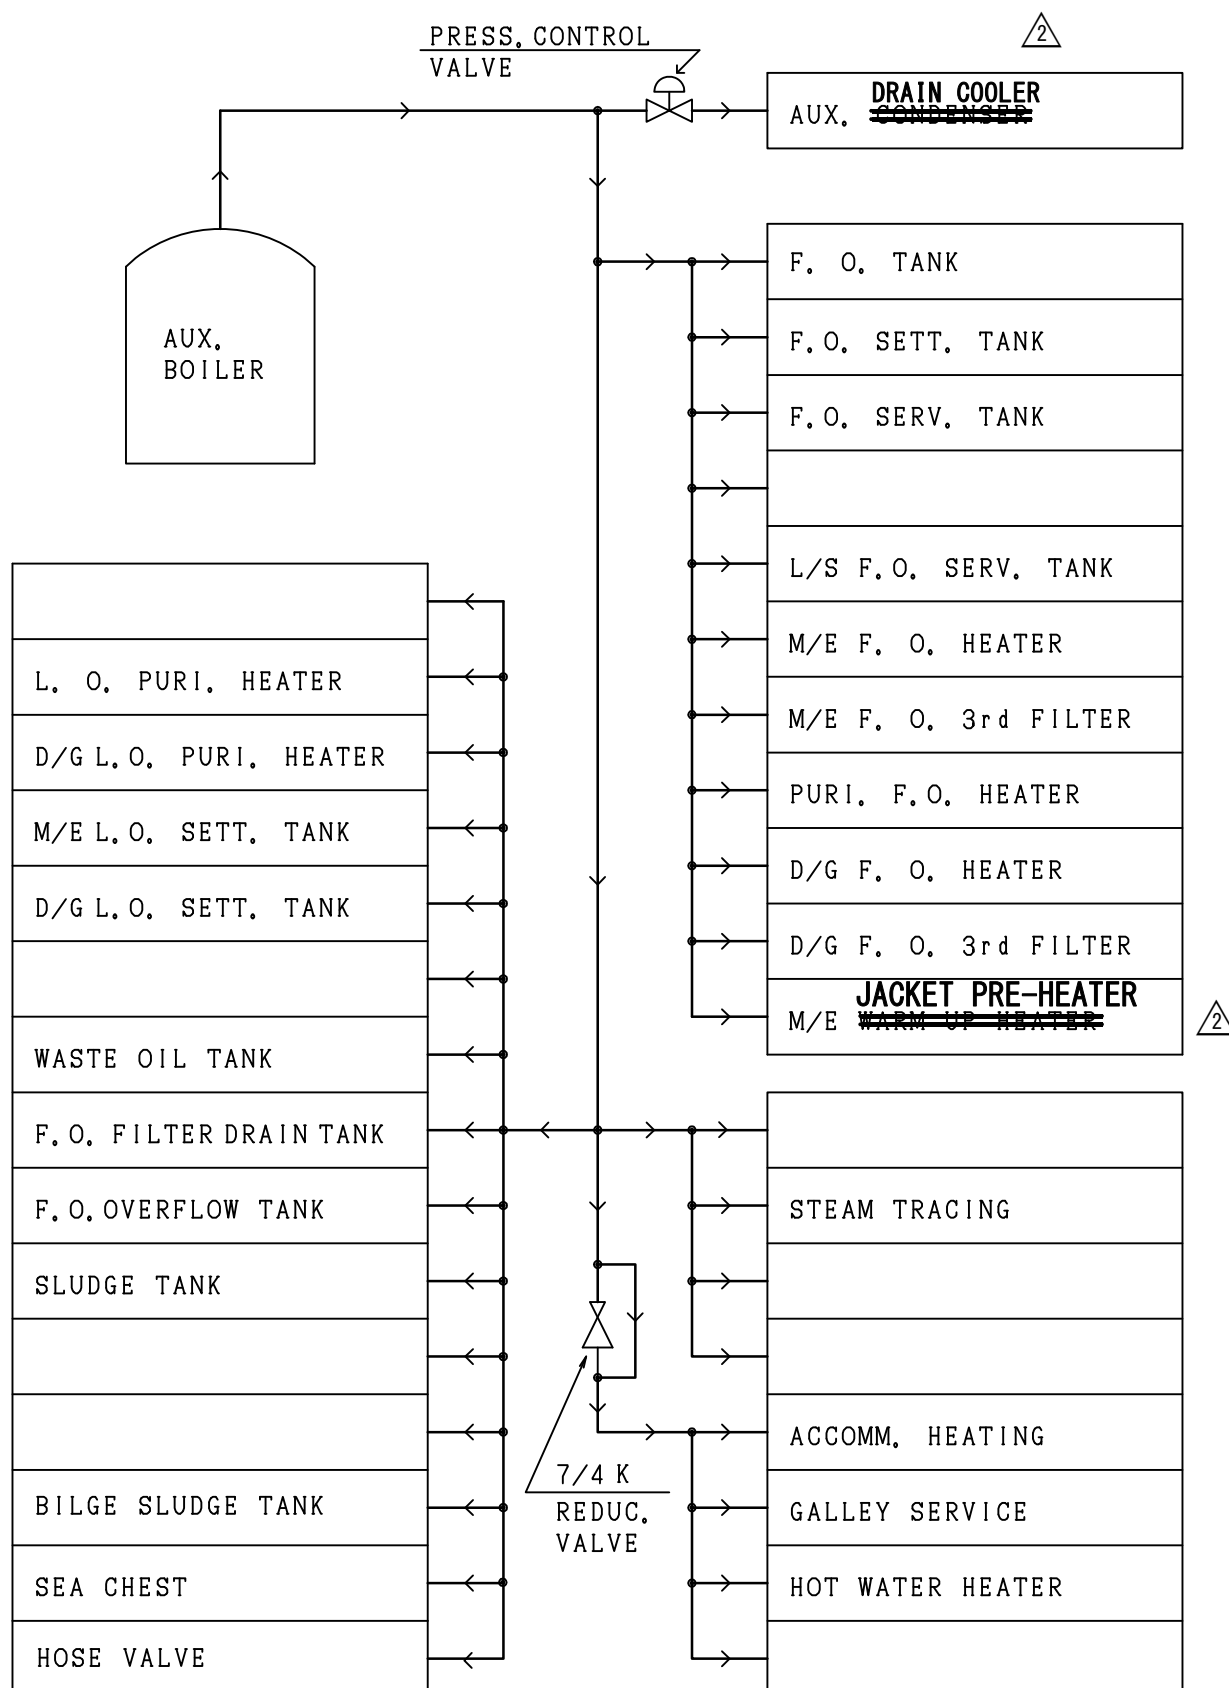 PRESS. CONTROL
VALVE
2
DRAIN COOLER
AUX. CONDENSER
AUX.
BOILER
F. O. TANK
F.O. SETT. TANK
F.O. SERV. TANK
L/S F.O. SERV. TANK
M/E F. O. HEATER
M/E F. O. 3rd FILTER
PURI. F.O. HEATER
D/G F. O. HEATER
D/G F. O. 3rd FILTER
JACKET PRE-HEATER
M/E WARM UP HEATER
2
L. O. PURI. HEATER
D/G L.O. PURI. HEATER
M/E L.O. SETT. TANK
D/G L.O. SETT. TANK
WASTE OIL TANK
F.O. FILTER DRAIN TANK
F.O. OVERFLOW TANK
SLUDGE TANK
BILGE SLUDGE TANK
SEA CHEST
HOSE VALVE
7/4 K
REDUC.
VALVE
STEAM TRACING
ACCOMM. HEATING
GALLEY SERVICE
HOT WATER HEATER